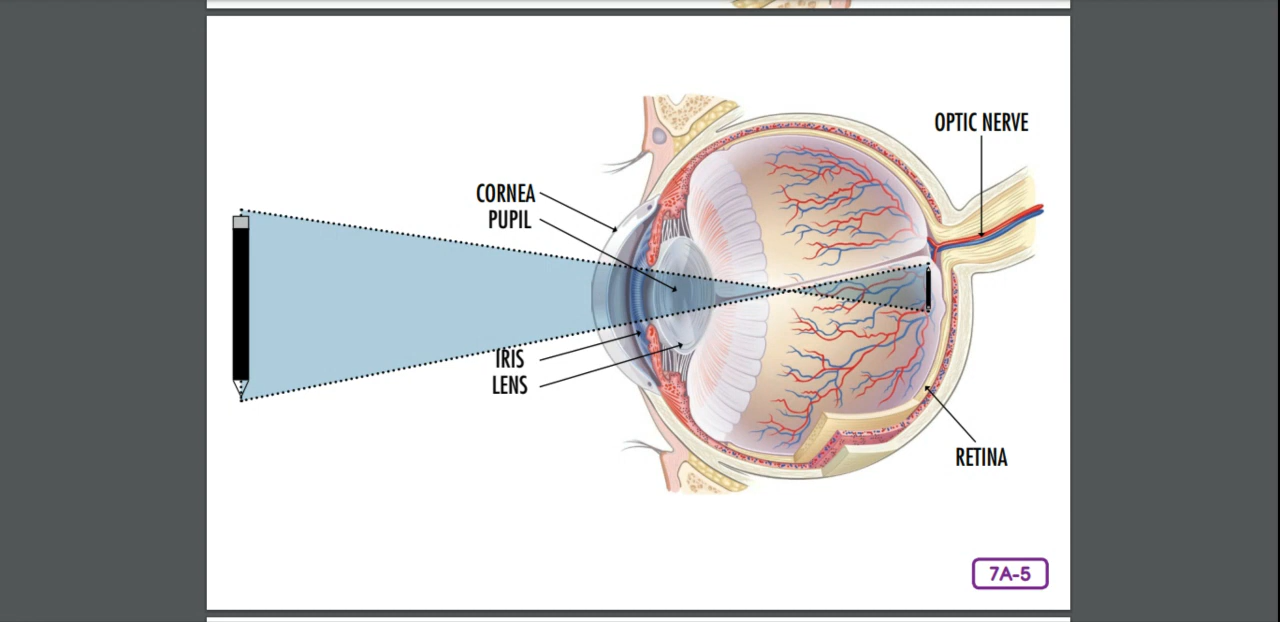 OPTIC NERVE
CORNEA
PUPIL
IRIS
LENS
RETINA
7A-5